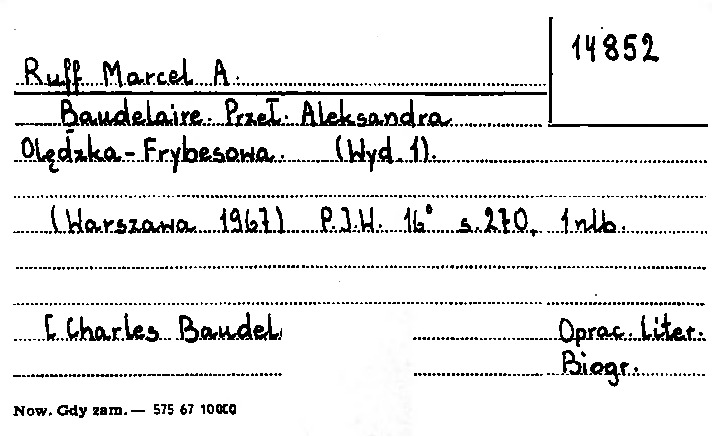 14852
Ruff Marcel A.
Baudelaire. Przeł. Aleksandra
Olędzka-Frybesowa. (Wyd. 1).
(Warszawa 1967) P.I.W. 16° s.270, 1 nlb.
[ Charles Baudel
Oprac. liter.
Biogr.
Now. Gdy zam. — 575 67 10000